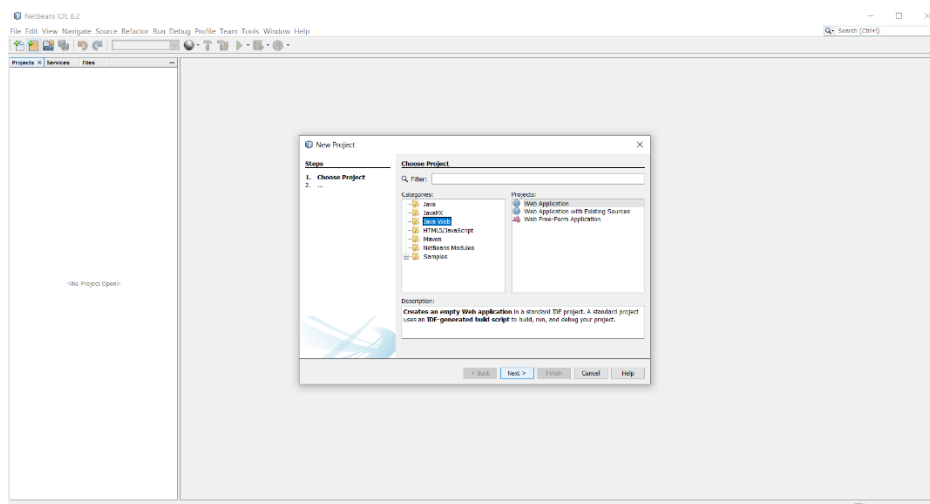 NetBeans IDE 8.2
File Edit View Navigate Source Refactor Run Debug Profile Team Tools Window Help
Search (Ctrl+I)
Projects × Services Files
<No Project Open>
New Project
Steps
1. Choose Project
2. ...
Choose Project
Filter:
Categories:
Java
JavaFX
Java Web
HTML5/JavaScript
Maven
NetBeans Modules
Samples
Projects:
Web Application
Web Application with Existing Sources
Web Free-Form Application
Description:
Creates an empty Web application in a standard IDE project. A standard project
uses an IDE-generated build script to build, run, and debug your project.
< Back Next > Finish Cancel Help